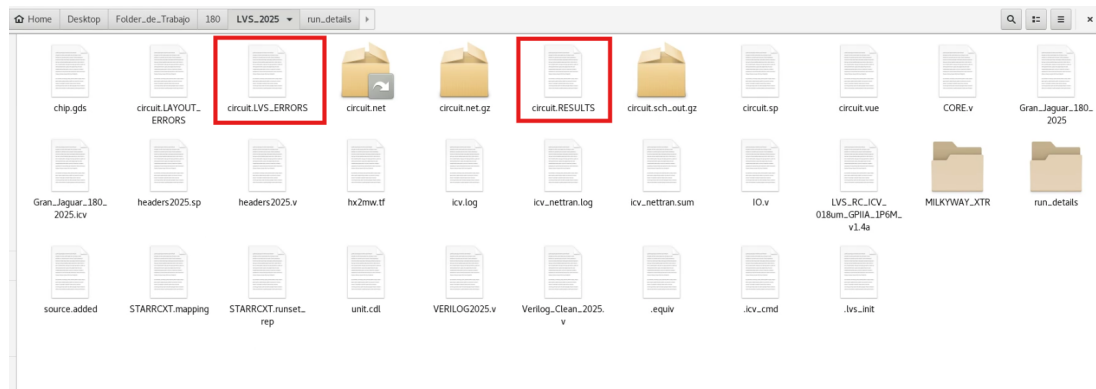 Home Desktop Folder_de_Trabajo 180 LVS_2025 run_details
chip.gds
circuit.LAYOUT_
ERRORS
circuit.LVS_ERRORS
circuit.net
circuit.net.gz
circuit.RESULTS
circuit.sch_out.gz
circuit.sp
circuit.vue
CORE.v
Gran_Jaguar_180_
2025
Gran_Jaguar_180_
2025.icv
headers2025.sp
headers2025.v
hx2mw.tf
icv.log
icv_nettran.log
icv_nettran.sum
IO.v
LVS_RC_ICV_
018um_GPIIA_1P6M_
v1.4a
MILKYWAY_XTR
run_details
source.added
STARRCXT.mapping
STARRCXT.runset_
rep
unit.cdl
VERILOG2025.v
Verilog_Clean_2025.
v
.equiv
.icv_cmd
.lvs_init